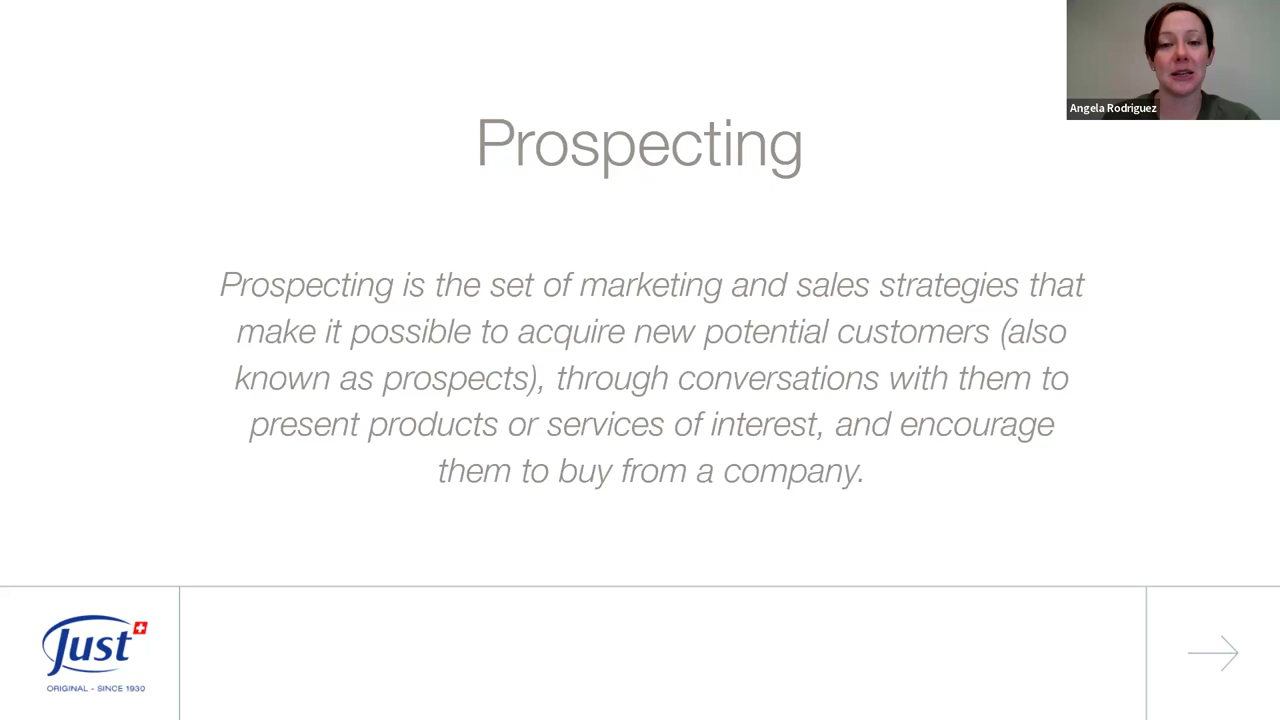 Angela Rodriguez
Prospecting
Prospecting is the set of marketing and sales strategies that
make it possible to acquire new potential customers (also
known as prospects), through conversations with them to
present products or services of interest, and encourage
them to buy from a company.
Just
ORIGINAL - SINCE 1930